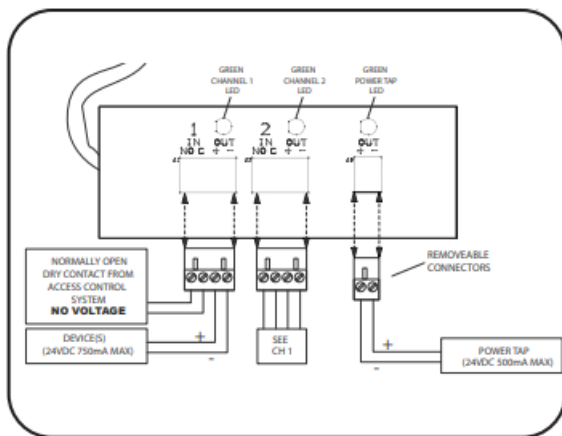 GREEN
CHANNEL 1
LED
GREEN
CHANNEL 2
LED
GREEN
POWER TAP
LED
1
IN
NO C
OUT
+ -
2
IN
NO C
OUT
+ -
OUT
+ -
NORMALLY OPEN
DRY CONTACT FROM
ACCESS CONTROL
SYSTEM
NO VOLTAGE
REMOVEABLE
CONNECTORS
DEVICE(S)
(24VDC 750mA MAX)
+
-
SEE
CH 1
+
-
POWER TAP
(24VDC 500mA MAX)